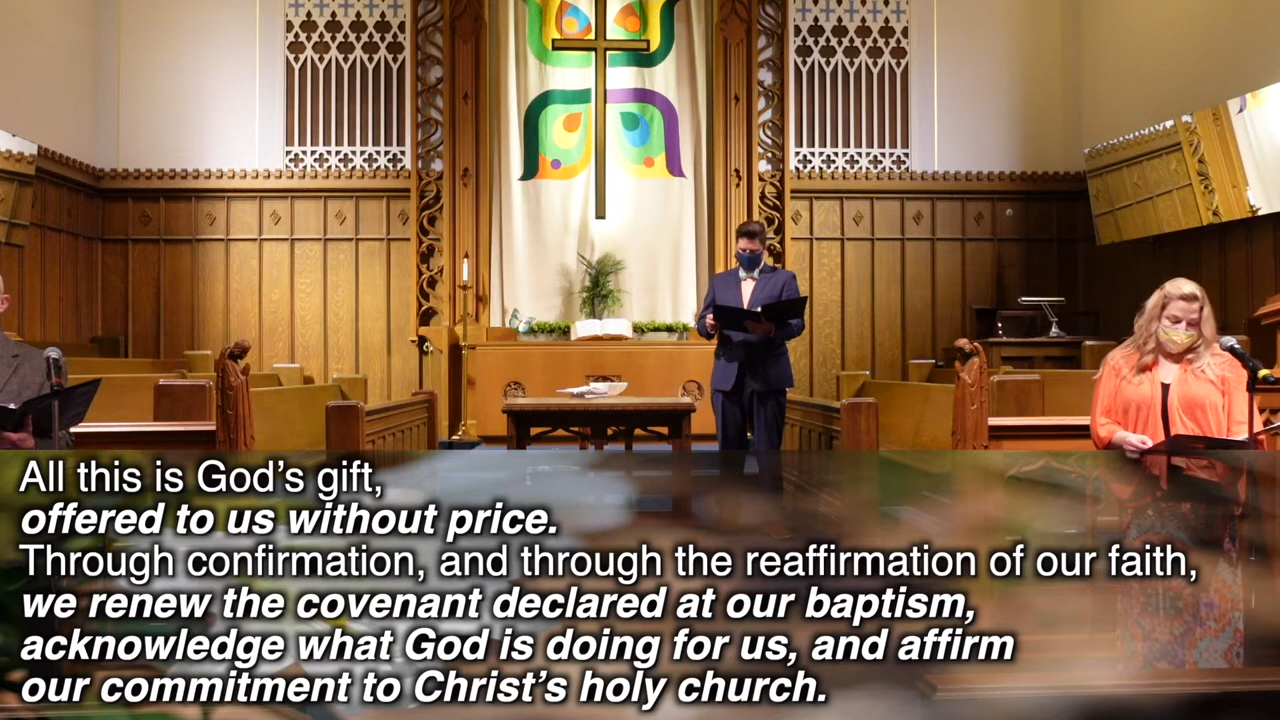 All this is God’s gift,
offered to us without price.
Through confirmation, and through the reaffirmation of our faith,
we renew the covenant declared at our baptism,
acknowledge what God is doing for us, and affirm
our commitment to Christ’s holy church.